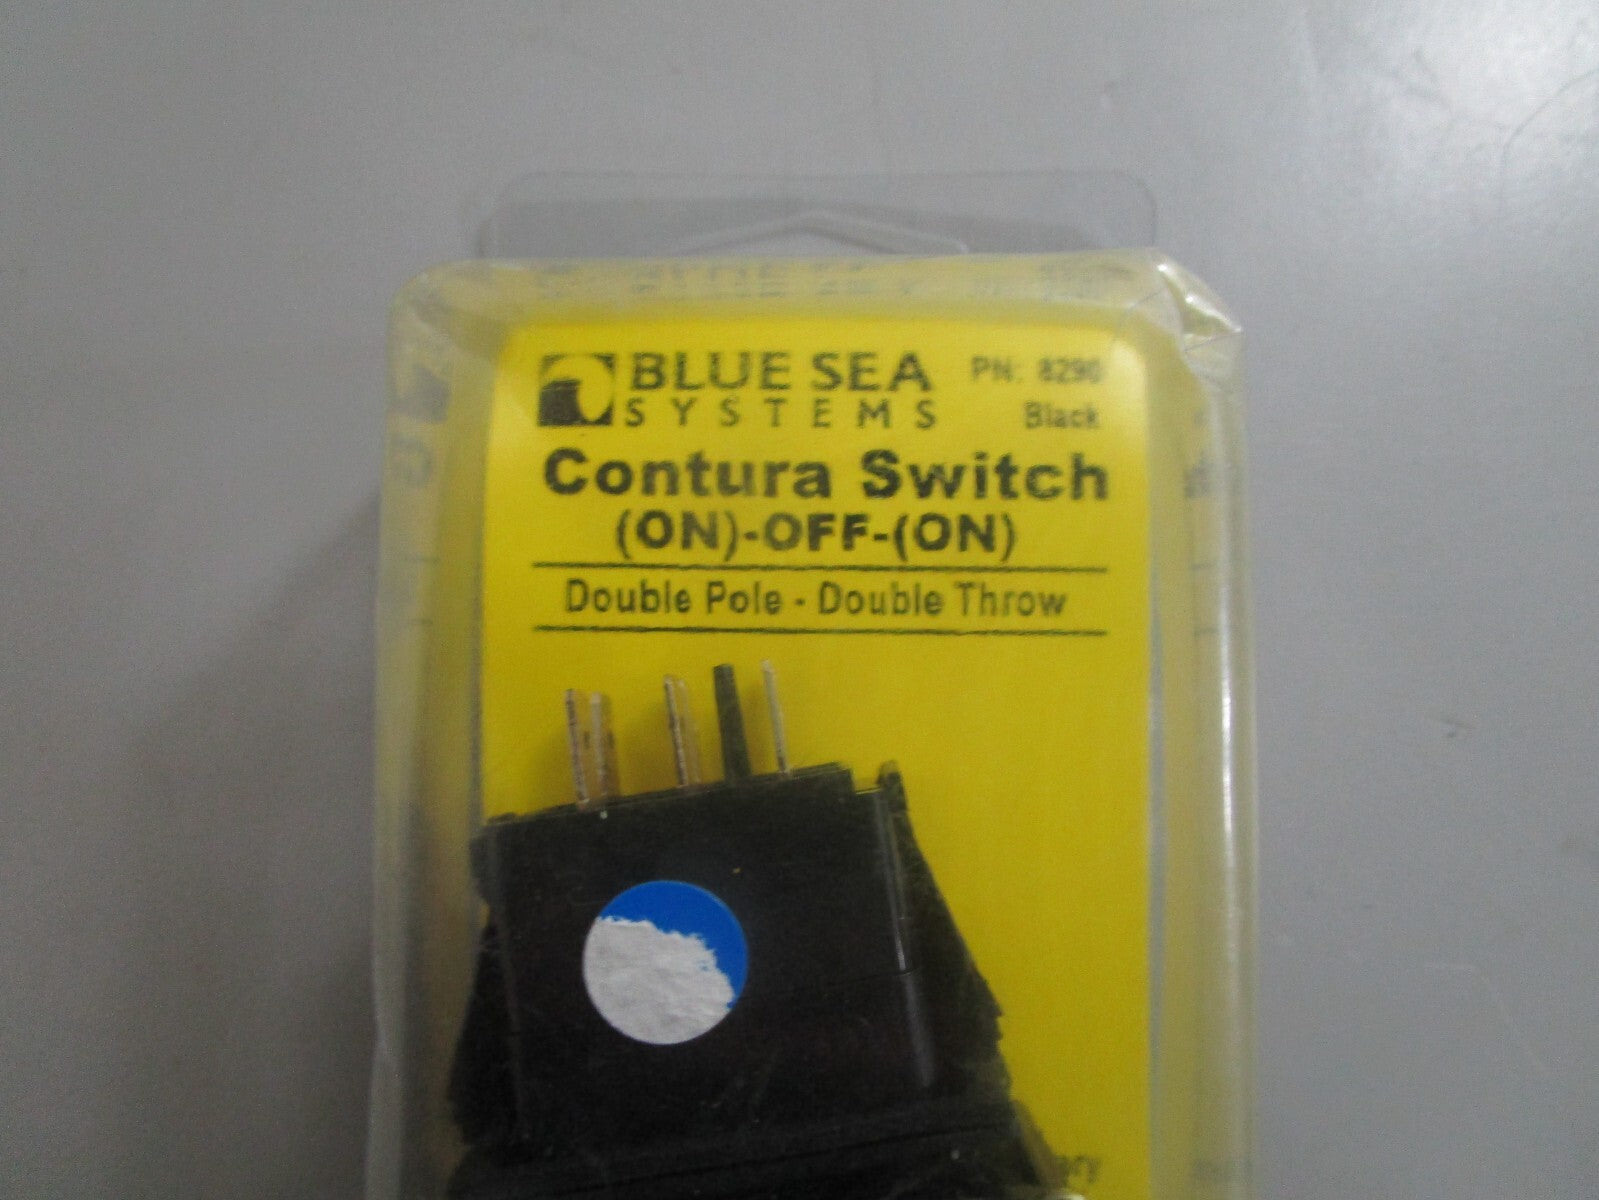 BLUE SEA
SYSTEMS
PN: 8290
Black
Contura Switch
(ON)-OFF-(ON)
Double Pole - Double Throw